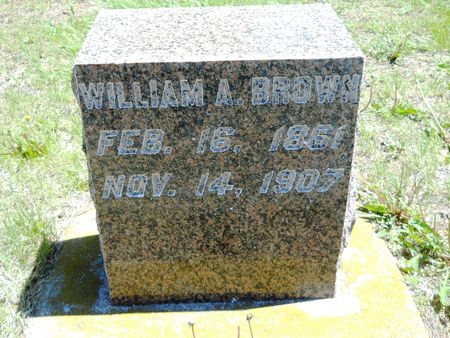 WILLIAM A. BROWN
FEB. 16, 1861
NOV. 14, 1907